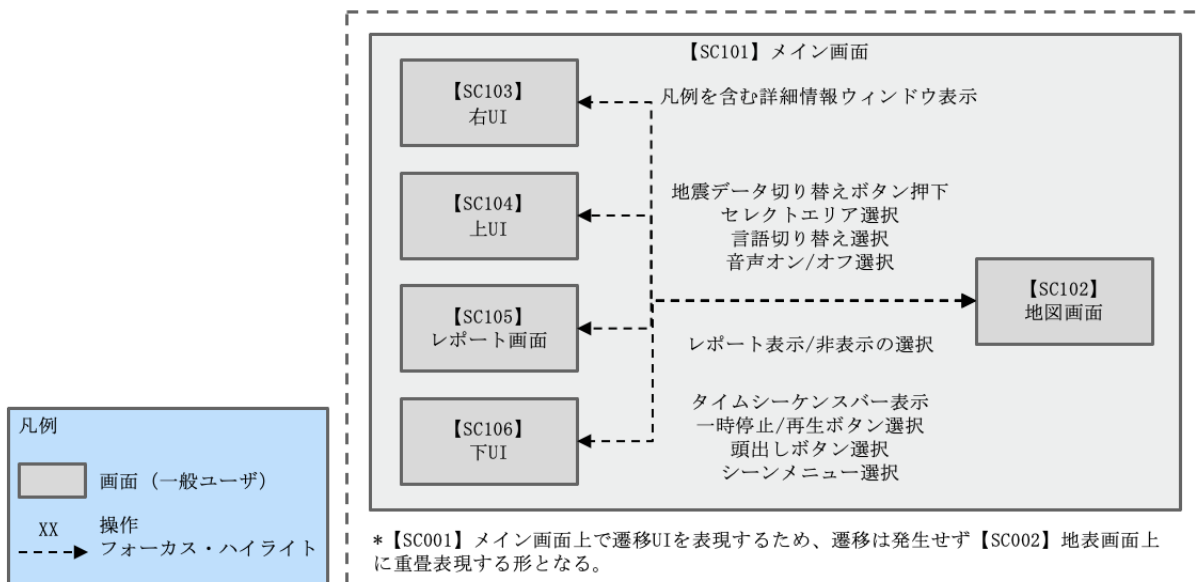 【SC101】メイン画面
【SC103】
右UI
凡例を含む詳細情報ウィンドウ表示
【SC104】
上UI
地震データ切り替えボタン押下
セレクトエリア選択
言語切り替え選択
音声オン/オフ選択
【SC102】
地図画面
【SC105】
レポート画面
レポート表示/非表示の選択
【SC106】
下UI
タイムシーケンスバー表示
一時停止/再生ボタン選択
頭出しボタン選択
シーンメニュー選択
凡例
画面（一般ユーザ）
XX
操作
フォーカス・ハイライト
*【SC001】メイン画面上で遷移UIを表現するため、遷移は発生せず【SC002】地表画面上
に重畳表現する形となる。